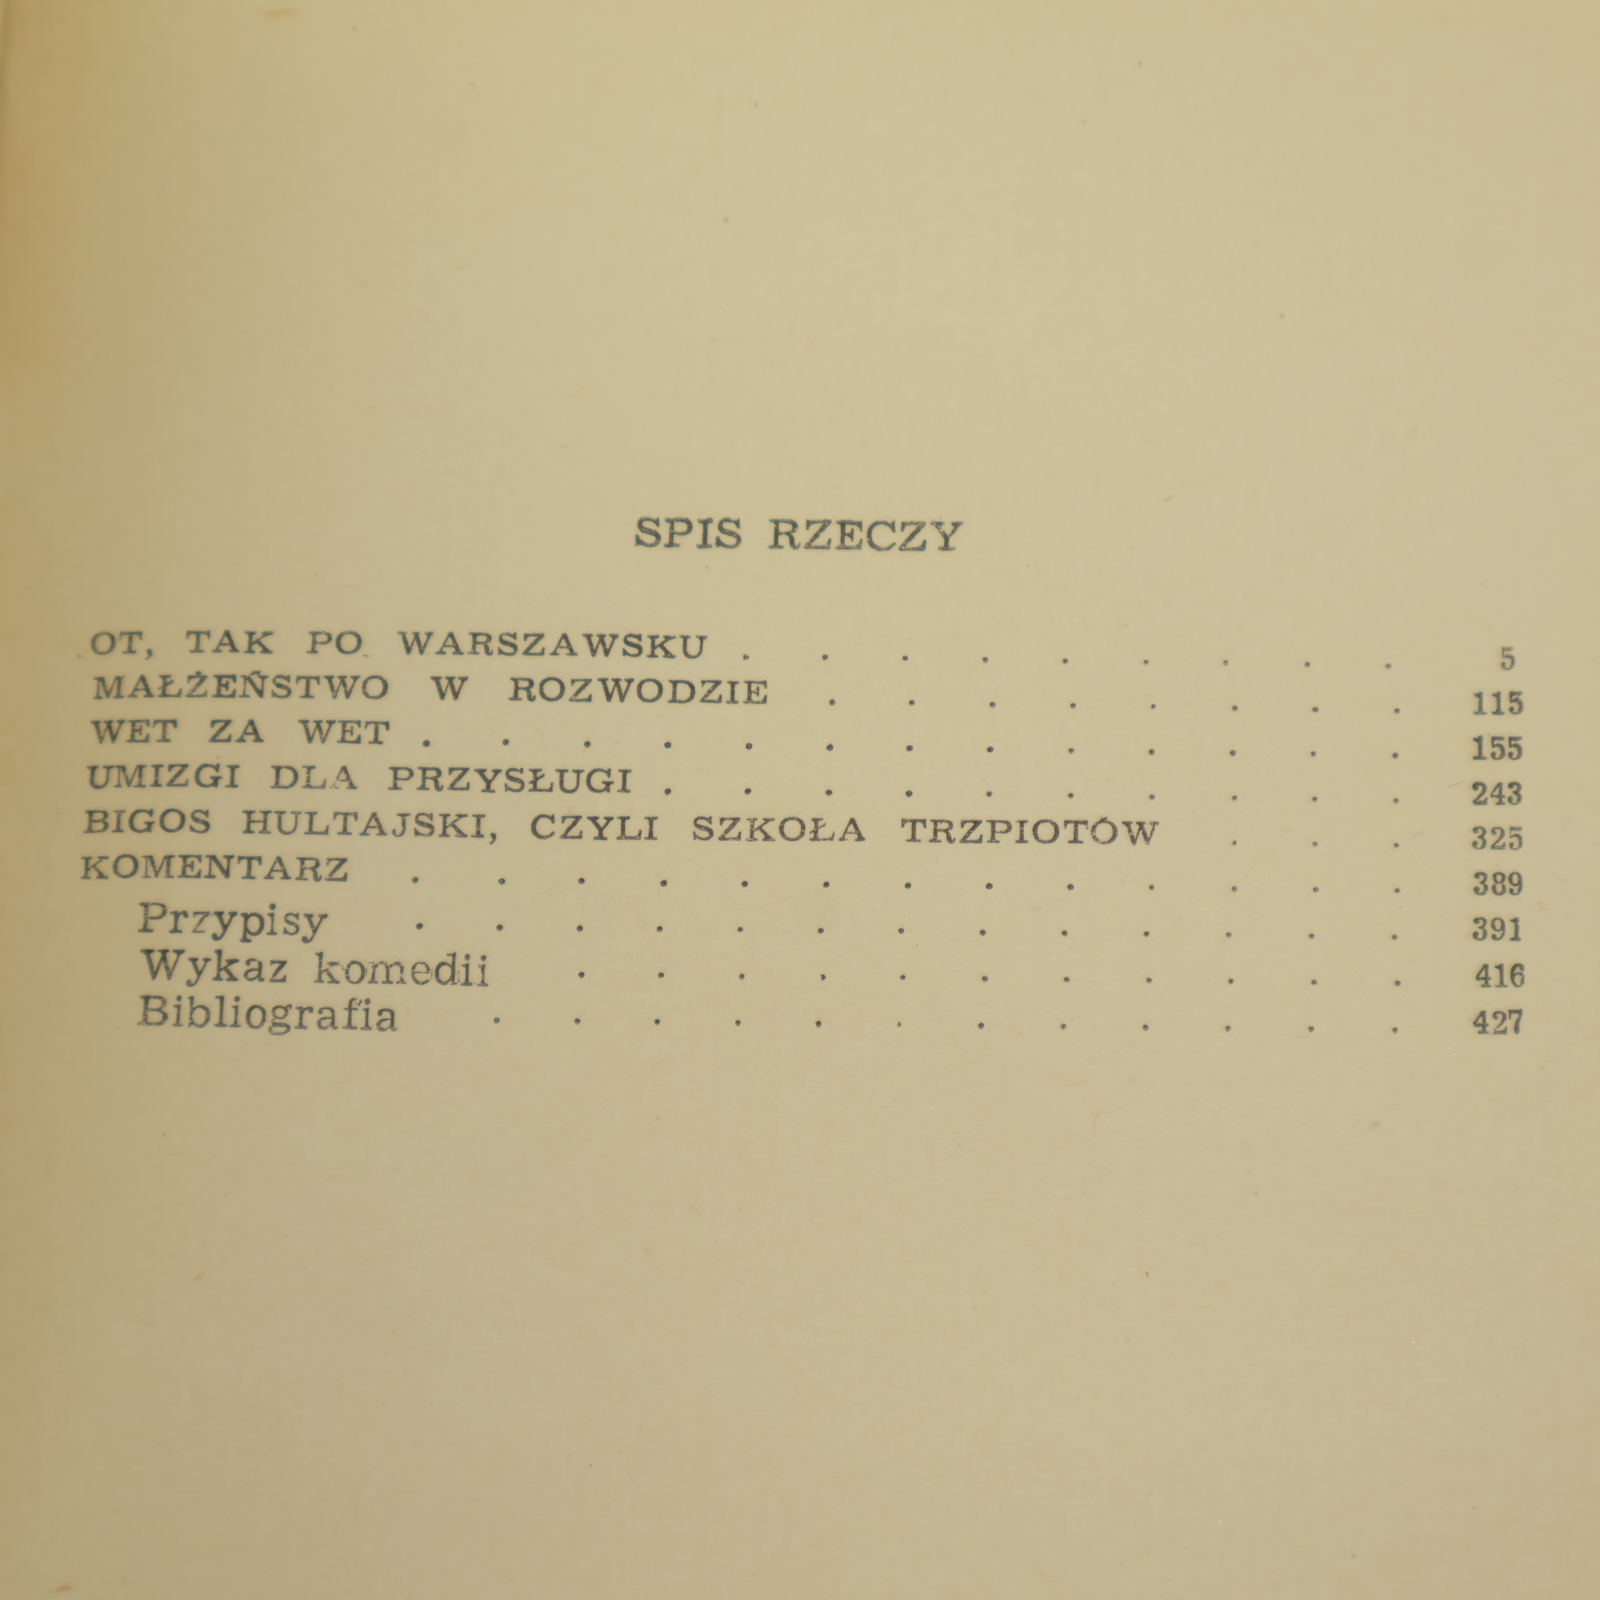 SPIS RZECZY
OT, TAK PO WARSZAWSKU . . . . . . . . . 5
MAŁŻEŃSTWO W ROZWODZIE . . . . . . . . 115
WET ZA WET . . . . . . . . . . . . . 155
UMIZGI DLA PRZYSŁUGI . . . . . . . . . . 243
BIGOS HULTAJSKI, CZYLI SZKOŁA TRZPIOTÓW . . . 325
KOMENTARZ . . . . . . . . . . . . . 389
Przypisy . . . . . . . . . . . . . 391
Wykaz komedii . . . . . . . . . . . 416
Bibliografia . . . . . . . . . . . . 427